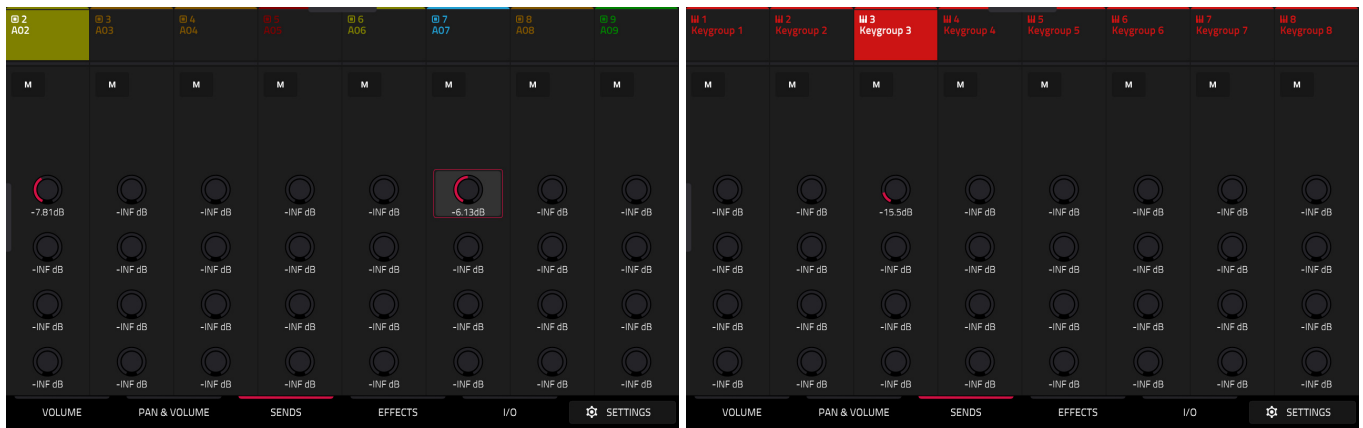 2 3 4 5 6 7 8 9
A02 A03 A04 A05 A06 A07 A08 A09
M M M M M M M M
-7.81dB -INF dB -INF dB -INF dB -INF dB -6.13dB -INF dB -INF dB
-INF dB -INF dB -INF dB -INF dB -INF dB -INF dB -INF dB -INF dB
-INF dB -INF dB -INF dB -INF dB -INF dB -INF dB -INF dB -INF dB
-INF dB -INF dB -INF dB -INF dB -INF dB -INF dB -INF dB -INF dB
VOLUME PAN & VOLUME SENDS EFFECTS I/O SETTINGS
1 2 3 4 5 6 7 8
Keygroup 1 Keygroup 2 Keygroup 3 Keygroup 4 Keygroup 5 Keygroup 6 Keygroup 7 Keygroup 8
M M M M M M M M
-INF dB -INF dB -15.5dB -INF dB -INF dB -INF dB -INF dB -INF dB
-INF dB -INF dB -INF dB -INF dB -INF dB -INF dB -INF dB -INF dB
-INF dB -INF dB -INF dB -INF dB -INF dB -INF dB -INF dB -INF dB
-INF dB -INF dB -INF dB -INF dB -INF dB -INF dB -INF dB -INF dB
VOLUME PAN & VOLUME SENDS EFFECTS I/O SETTINGS